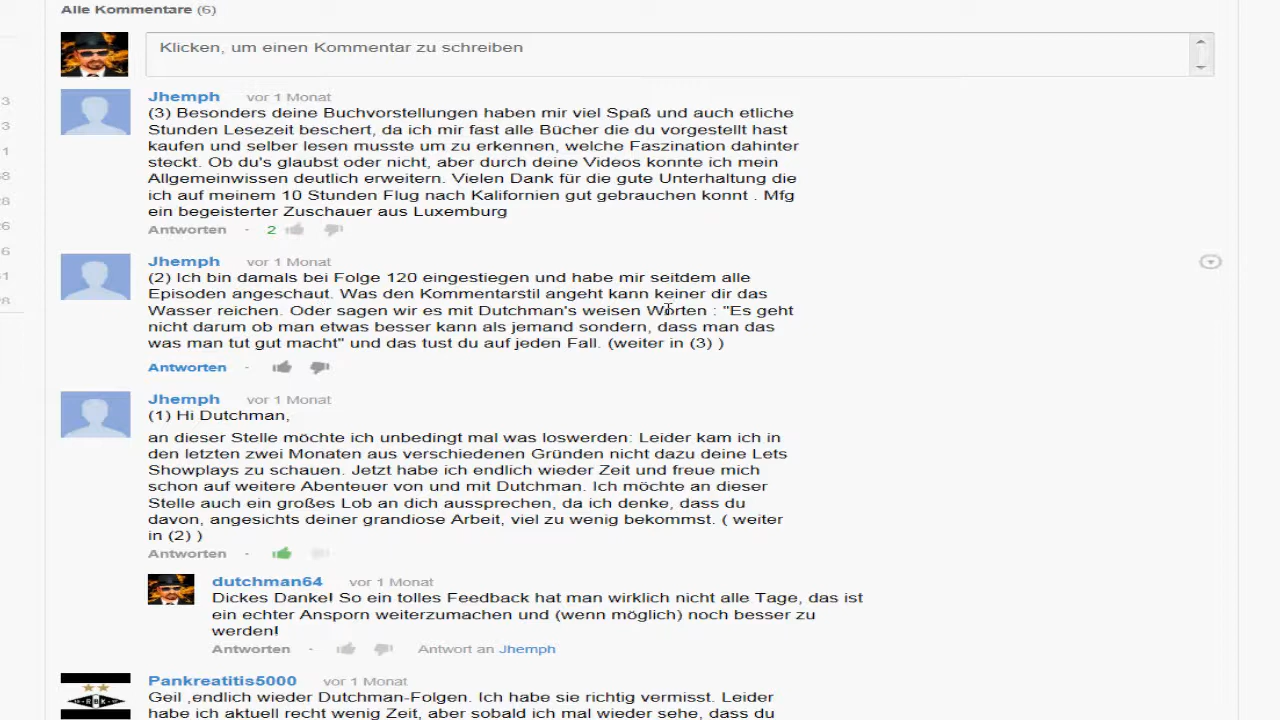 Alle Kommentare (6)
Klicken, um einen Kommentar zu schreiben
Jhemph vor 1 Monat
(3) Besonders deine Buchvorstellungen haben mir viel Spaß und auch etliche
Stunden Lesezeit beschert, da ich mir fast alle Bücher die du vorgestellt hast
kaufen und selber lesen musste um zu erkennen, welche Faszination dahinter
steckt. Ob du's glaubst oder nicht, aber durch deine Videos konnte ich mein
Allgemeinwissen deutlich erweitern. Vielen Dank für die gute Unterhaltung die
ich auf meinem 10 Stunden Flug nach Kalifornien gut gebrauchen konnt . Mfg
ein begeisterter Zuschauer aus Luxemburg
Antworten · 2
Jhemph vor 1 Monat
(2) Ich bin damals bei Folge 120 eingestiegen und habe mir seitdem alle
Episoden angeschaut. Was den Kommentarstil angeht kann keiner dir das
Wasser reichen. Oder sagen wir es mit Dutchman's weisen Worten : "Es geht
nicht darum ob man etwas besser kann als jemand sondern, dass man das
was man tut gut macht" und das tust du auf jeden Fall. (weiter in (3) )
Antworten ·
Jhemph vor 1 Monat
(1) Hi Dutchman,
an dieser Stelle möchte ich unbedingt mal was loswerden: Leider kam ich in
den letzten zwei Monaten aus verschiedenen Gründen nicht dazu deine Lets
Showplays zu schauen. Jetzt habe ich endlich wieder Zeit und freue mich
schon auf weitere Abenteuer von und mit Dutchman. Ich möchte an dieser
Stelle auch ein großes Lob an dich aussprechen, da ich denke, dass du
davon, angesichts deiner grandiose Arbeit, viel zu wenig bekommst. ( weiter
in (2) )
Antworten ·
dutchman64 vor 1 Monat
Dickes Danke! So ein tolles Feedback hat man wirklich nicht alle Tage, das ist
ein echter Ansporn weiterzumachen und (wenn möglich) noch besser zu
werden!
Antworten · Antwort an Jhemph
Pankreatitis5000 vor 1 Monat
Geil ,endlich wieder Dutchman-Folgen. Ich habe sie richtig vermisst. Leider
habe ich aktuell recht wenig Zeit, aber sobald ich mal wieder sehe, dass du